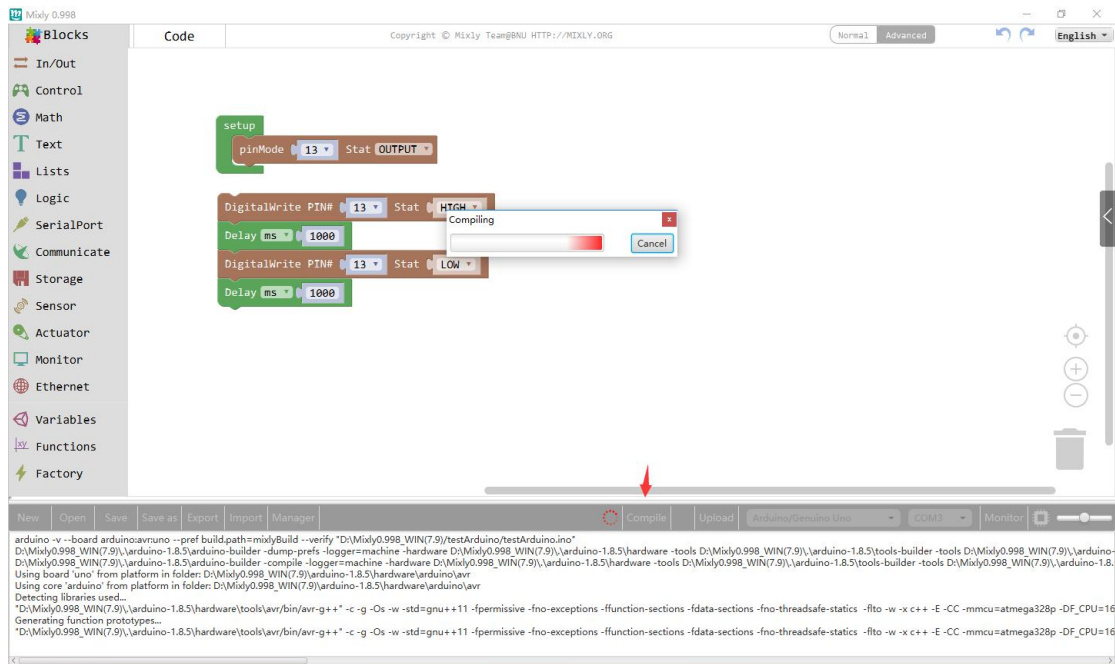 Mixly 0.998
Blocks
Code
Copyright © Mixly Team@BNU HTTP://MIXLY.ORG
Normal Advanced
English
In/Out
Control
Math
Text
Lists
Logic
SerialPort
Communicate
Storage
Sensor
Actuator
Monitor
Ethernet
Variables
Functions
Factory
setup
pinMode 13 Stat OUTPUT
DigitalWrite PIN# 13 Stat HIGH
Delay ms 1000
DigitalWrite PIN# 13 Stat LOW
Delay ms 1000
Compiling
Cancel
New Open Save Save as Export Import Manager Compile Upload Arduino/Genuino Uno COM3 Monitor
arduino -v --board arduino:avr:uno --pref build.path=mixlyBuild --verify "D:\Mixly0.998_WIN(7.9)/testArduino/testArduino.ino"
D:\Mixly0.998_WIN(7.9)\.\arduino-1.8.5\arduino-builder -dump-prefs -logger=machine -hardware D:\Mixly0.998_WIN(7.9)\.\arduino-1.8.5\hardware -tools D:\Mixly0.998_WIN(7.9)\.\arduino-1.8.5\tools-builder -tools D:\Mixly0.998_WIN(7.9)\.\arduino-
D:\Mixly0.998_WIN(7.9)\.\arduino-1.8.5\arduino-builder -compile -logger=machine -hardware D:\Mixly0.998_WIN(7.9)\.\arduino-1.8.5\hardware -tools D:\Mixly0.998_WIN(7.9)\.\arduino-1.8.5\tools-builder -tools D:\Mixly0.998_WIN(7.9)\.\arduino-1.8.
Using board 'uno' from platform in folder: D:\Mixly0.998_WIN(7.9)\arduino-1.8.5\hardware\arduino\avr
Using core 'arduino' from platform in folder: D:\Mixly0.998_WIN(7.9)\arduino-1.8.5\hardware\arduino\avr
Detecting libraries used...
"D:\Mixly0.998_WIN(7.9)\.\arduino-1.8.5\hardware\tools\avr/bin/avr-g++" -c -g -Os -w -std=gnu++11 -fpermissive -fno-exceptions -ffunction-sections -fdata-sections -fno-threadsafe-statics -flto -w -x c++ -E -CC -mmcu=atmega328p -DF_CPU=16
Generating function prototypes...
"D:\Mixly0.998_WIN(7.9)\.\arduino-1.8.5\hardware\tools\avr/bin/avr-g++" -c -g -Os -w -std=gnu++11 -fpermissive -fno-exceptions -ffunction-sections -fdata-sections -fno-threadsafe-statics -flto -w -x c++ -E -CC -mmcu=atmega328p -DF_CPU=16